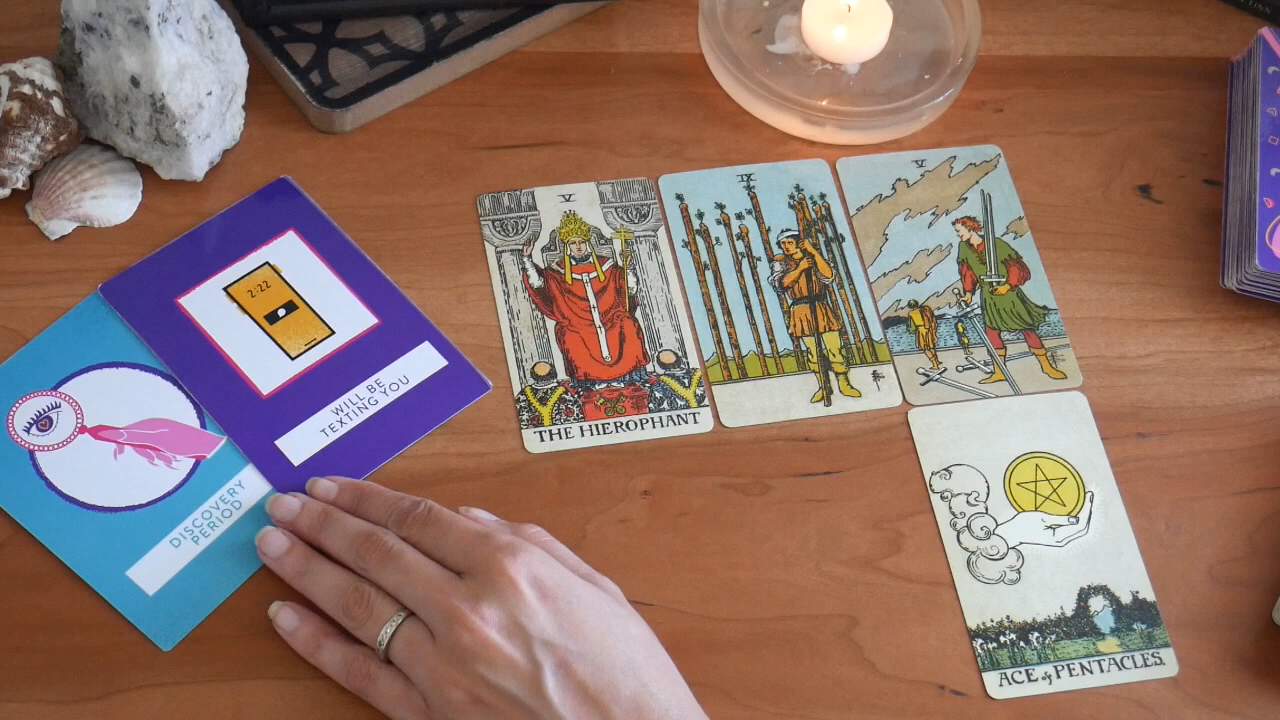 2:22
WILL BE
TEXTING YOU
DISCOVERY
PERIOD
V
THE HIEROPHANT
IX
V
ACE of PENTACLES.